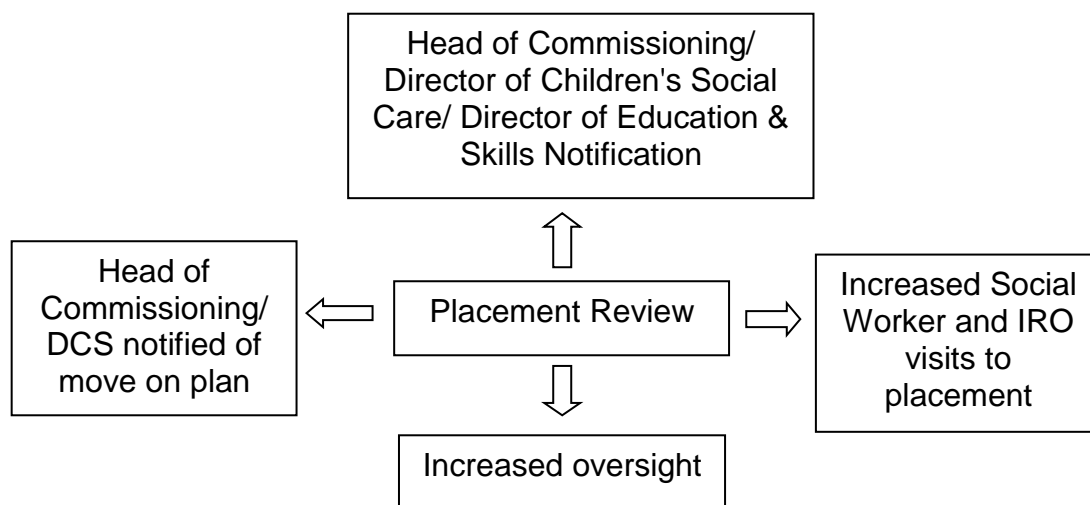 Head of Commissioning/
Director of Children's Social
Care/ Director of Education &
Skills Notification
Head of
Commissioning/
DCS notified of
move on plan
Placement Review
Increased Social
Worker and IRO
visits to
placement
Increased oversight